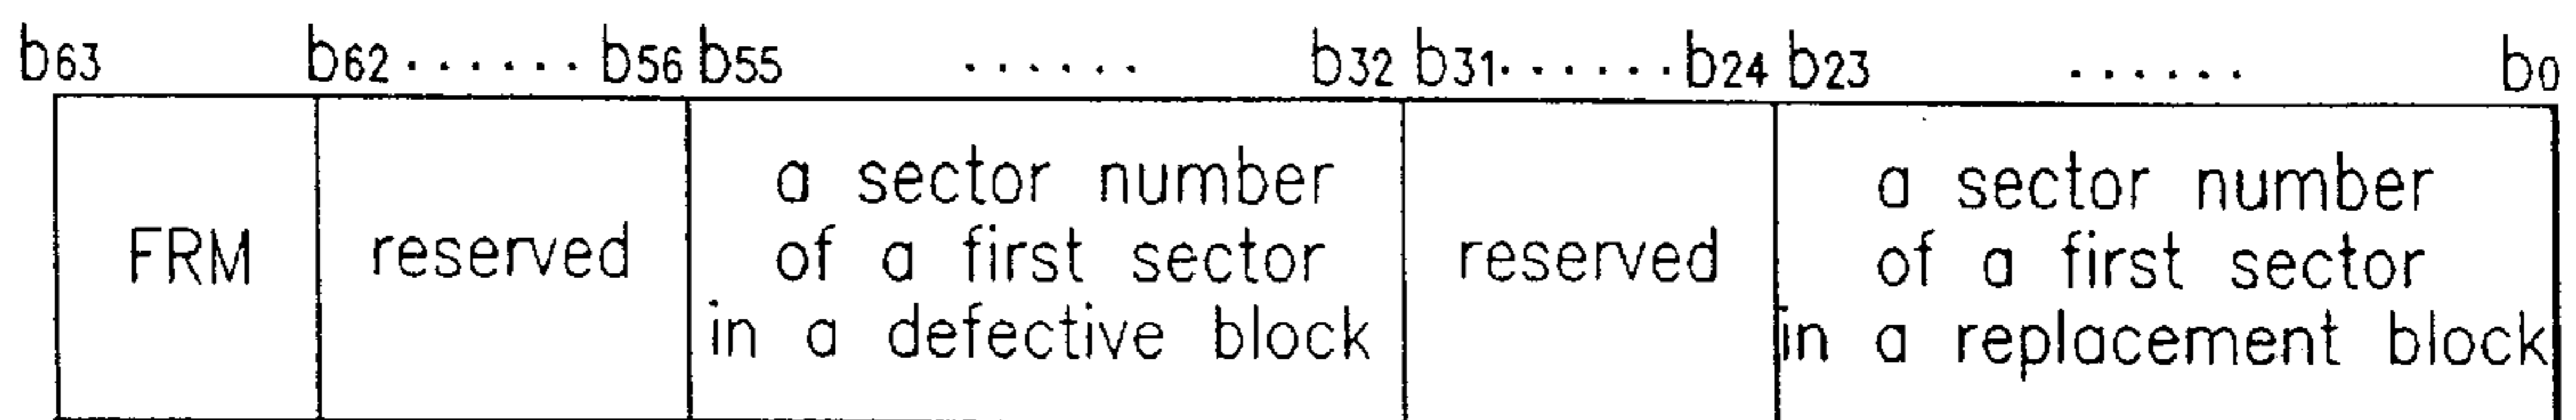 b63 b62 ...... b56 b55 ...... b32 b31 ...... b24 b23 ...... b0
FRM
reserved
a sector number
of a first sector
in a defective block
reserved
a sector number
of a first sector
in a replacement block